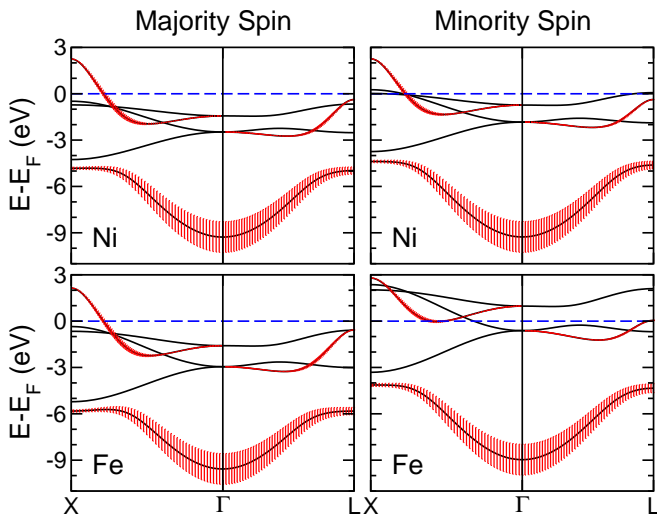 Majority Spin Minority Spin
3
0
-3
-6
-9
E-E_F (eV)
Ni
Ni
3
0
-3
-6
-9
E-E_F (eV)
Fe
Fe
X Γ L X Γ L